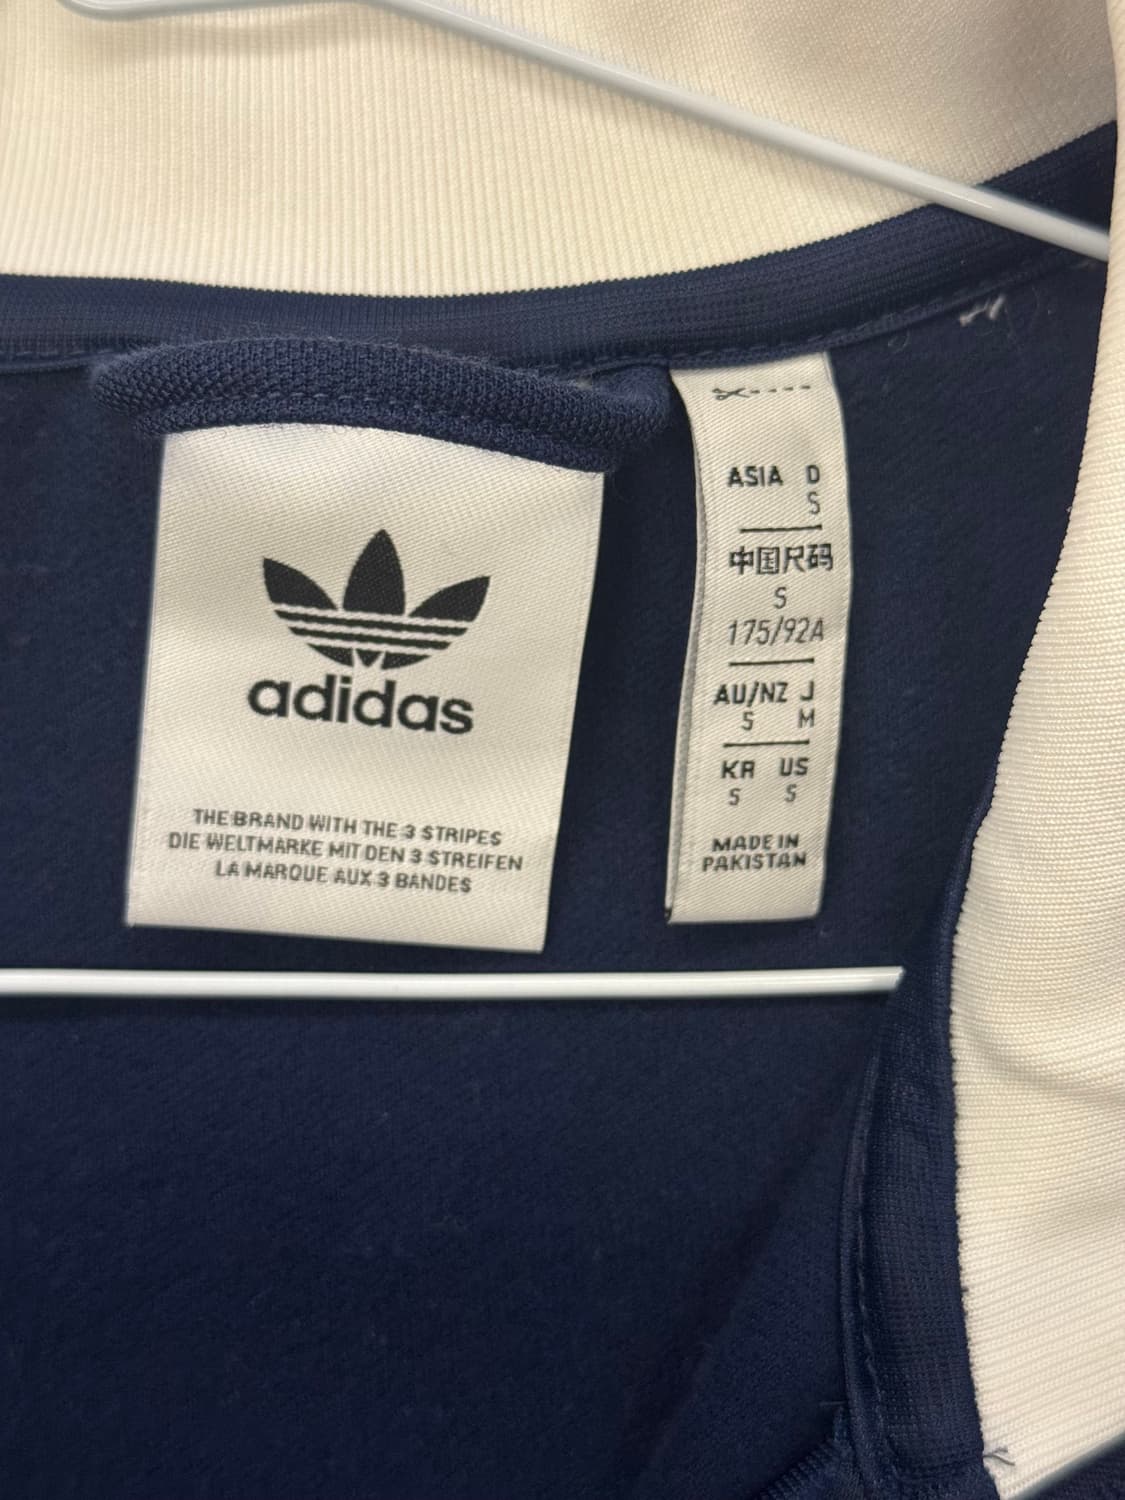 adidas
THE BRAND WITH THE 3 STRIPES
DIE WELTMARKE MIT DEN 3 STREIFEN
LA MARQUE AUX 3 BANDES
ASIA D
S
中国尺码
S
175/92A
AU/NZ J
S M
KR US
S S
MADE IN
PAKISTAN